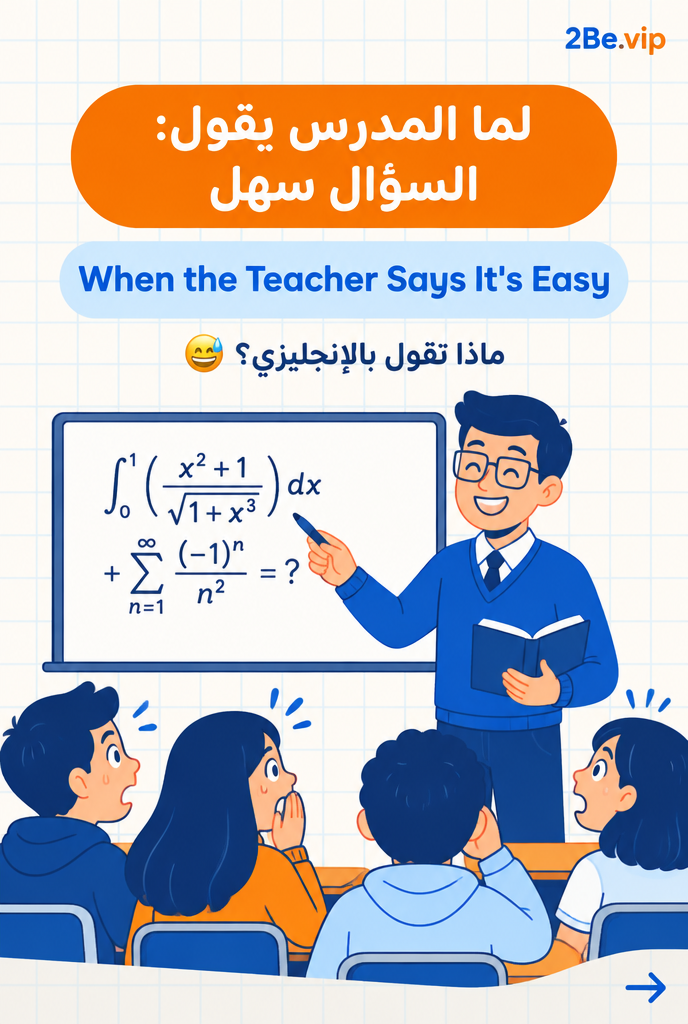 2Be.vip
لما المدرس يقول:
السؤال سهل
When the Teacher Says It's Easy
ماذا تقول بالإنجليزي؟ 😅
∫₀¹ ( (x² + 1) / √(1 + x³) ) dx
+ ∑ₙ₌₁^∞ (-1)ⁿ / n² = ?